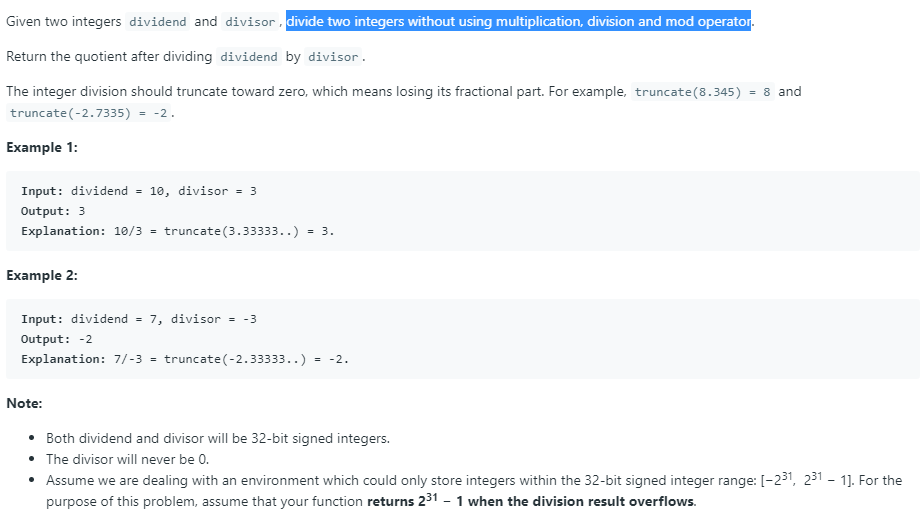 Given two integers dividend and divisor, divide two integers without using multiplication, division and mod operator.
Return the quotient after dividing dividend by divisor.
The integer division should truncate toward zero, which means losing its fractional part. For example, truncate(8.345) = 8 and
truncate(-2.7335) = -2.
Example 1:
Input: dividend = 10, divisor = 3
Output: 3
Explanation: 10/3 = truncate(3.33333..) = 3.
Example 2:
Input: dividend = 7, divisor = -3
Output: -2
Explanation: 7/-3 = truncate(-2.33333..) = -2.
Note:
• Both dividend and divisor will be 32-bit signed integers.
• The divisor will never be 0.
• Assume we are dealing with an environment which could only store integers within the 32-bit signed integer range: [−2³¹, 2³¹ − 1]. For the
purpose of this problem, assume that your function returns 2³¹ − 1 when the division result overflows.